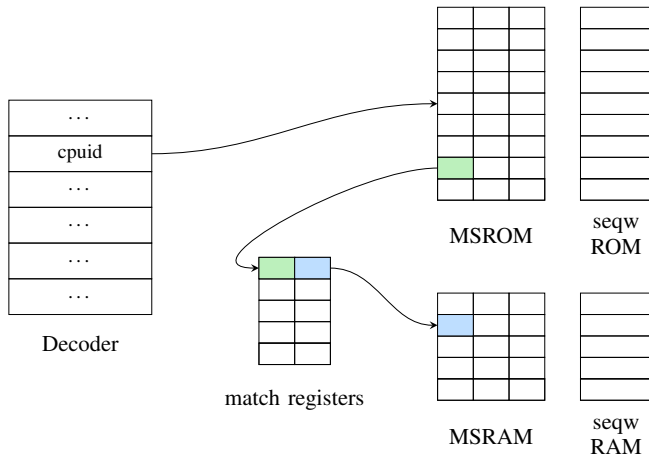 ...
cpuid
...
...
...
...
Decoder
match registers
MSROM
seqw
ROM
MSRAM
seqw
RAM